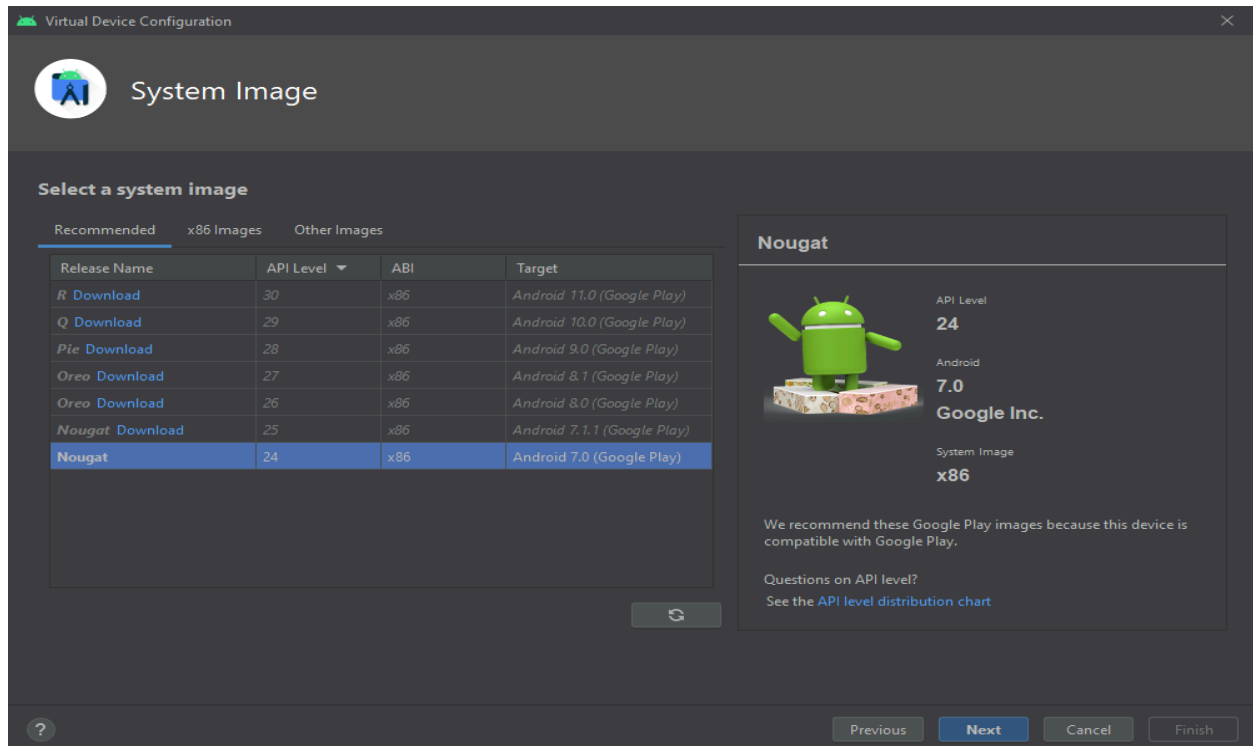 Virtual Device Configuration
System Image
Select a system image
Recommended x86 Images Other Images
Release Name API Level ABI Target
R Download 30 x86 Android 11.0 (Google Play)
Q Download 29 x86 Android 10.0 (Google Play)
Pie Download 28 x86 Android 9.0 (Google Play)
Oreo Download 27 x86 Android 8.1 (Google Play)
Oreo Download 26 x86 Android 8.0 (Google Play)
Nougat Download 25 x86 Android 7.1.1 (Google Play)
Nougat 24 x86 Android 7.0 (Google Play)
Nougat
API Level
24
Android
7.0
Google Inc.
System Image
x86
We recommend these Google Play images because this device is
compatible with Google Play.
Questions on API level?
See the API level distribution chart
? Previous Next Cancel Finish